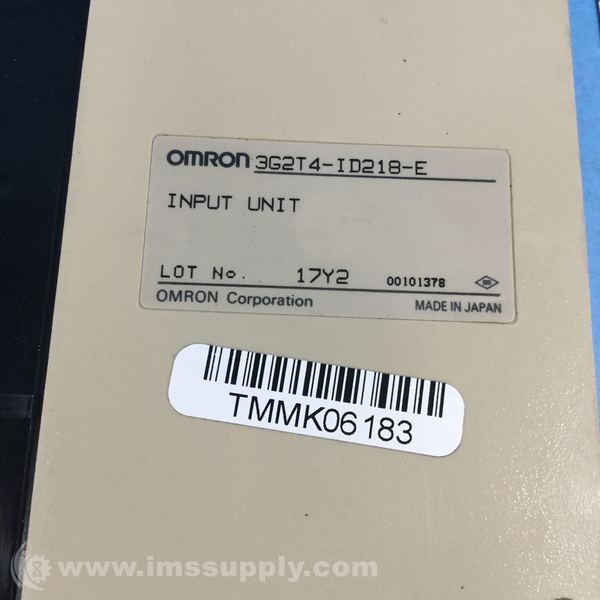 OMRON 3G2T4-ID218-E
INPUT UNIT
LOT No. 17Y2 00101378
OMRON Corporation MADE IN JAPAN
TMMK06183
www.imssupply.com